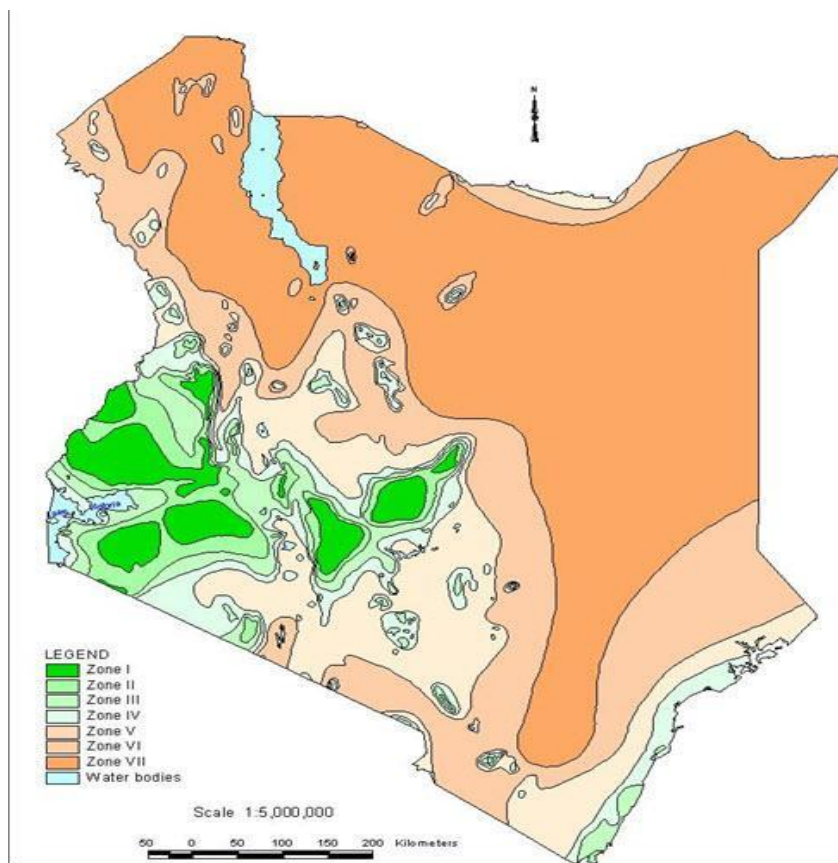 N
Victoria
LEGEND
Zone I
Zone II
Zone III
Zone IV
Zone V
Zone VI
Zone VII
Water bodies
Scale 1:5,000,000
50 0 50 100 150 200 Kilometers